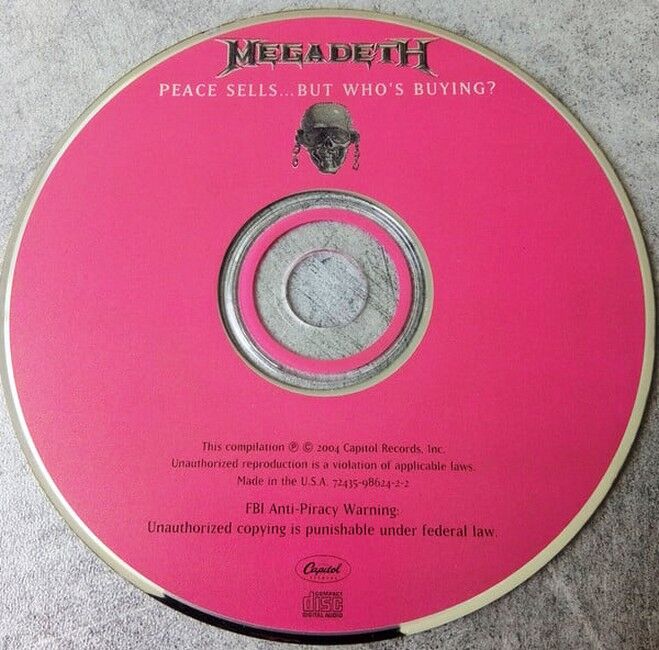 MEGADETH
PEACE SELLS...BUT WHO'S BUYING?
This compilation ℗ © 2004 Capitol Records, Inc.
Unauthorized reproduction is a violation of applicable laws.
Made in the U.S.A. 72435-98624-2-2
FBI Anti-Piracy Warning:
Unauthorized copying is punishable under federal law.
Capitol
RECORDS
COMPACT
disc
DIGITAL AUDIO